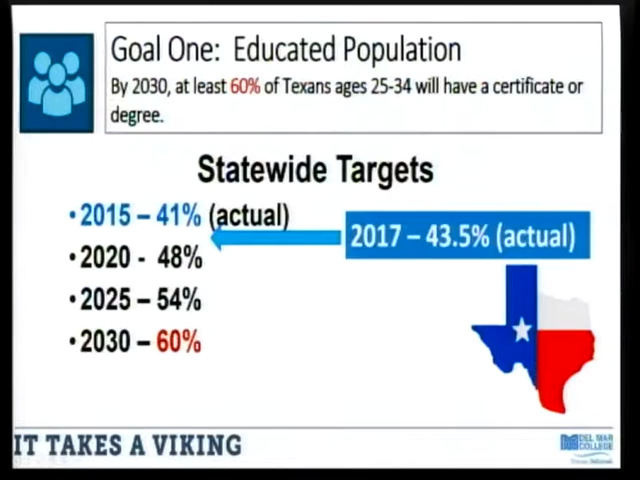 Goal One: Educated Population
By 2030, at least 60% of Texans ages 25-34 will have a certificate or
degree.
Statewide Targets
• 2015 – 41% (actual)
2017 – 43.5% (actual)
• 2020 - 48%
• 2025 – 54%
• 2030 – 60%
IT TAKES A VIKING
DEL MAR
COLLEGE